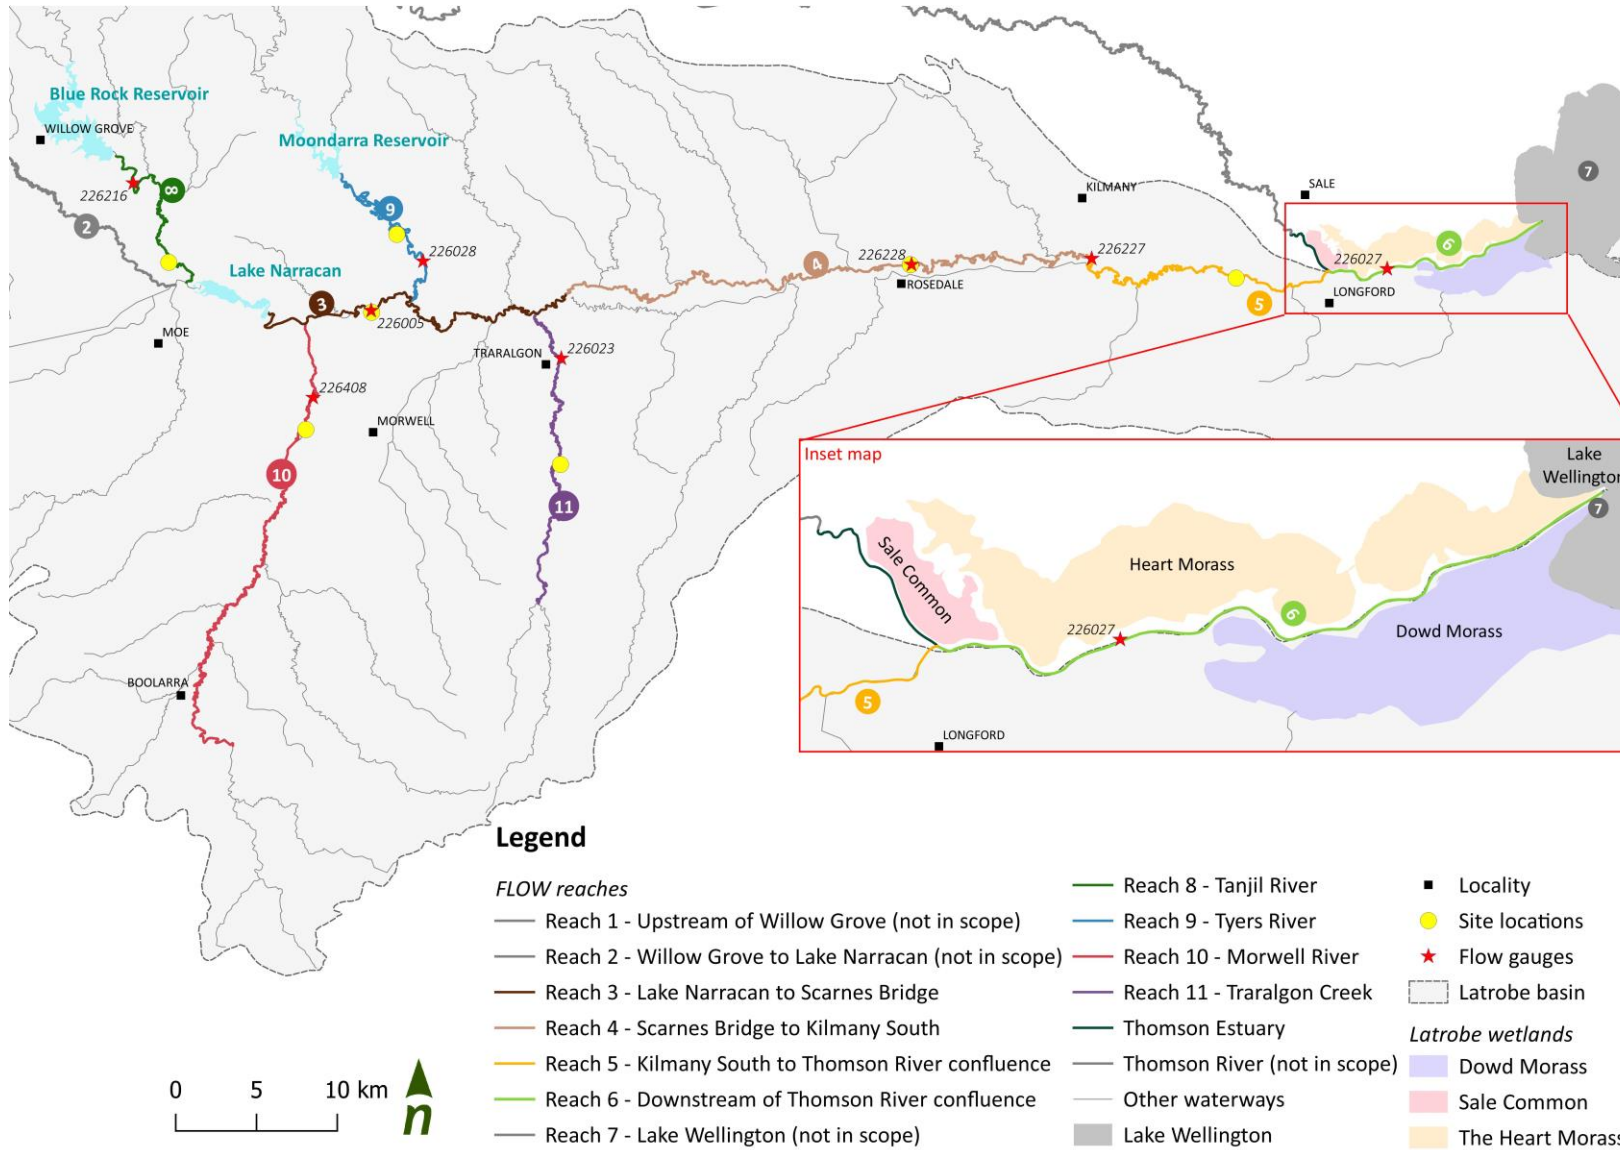 Blue Rock Reservoir
WILLOW GROVE
Moondarra Reservoir
226216
8
9
2
226028
Lake Narracan
3
226005
MOE
TRARALGON
226023
226408
MORWELL
10
11
BOOLARRA
4
226228
ROSEDALE
KILMANY
226227
SALE
7
6
226027
5
LONGFORD
Inset map
Lake
Wellington
7
Sale Common
Heart Morass
226027
6
Dowd Morass
5
LONGFORD
0 5 10 km
n
Legend
FLOW reaches
Reach 1 - Upstream of Willow Grove (not in scope)
Reach 2 - Willow Grove to Lake Narracan (not in scope)
Reach 3 - Lake Narracan to Scarnes Bridge
Reach 4 - Scarnes Bridge to Kilmany South
Reach 5 - Kilmany South to Thomson River confluence
Reach 6 - Downstream of Thomson River confluence
Reach 7 - Lake Wellington (not in scope)
Reach 8 - Tanjil River
Reach 9 - Tyers River
Reach 10 - Morwell River
Reach 11 - Traralgon Creek
Thomson Estuary
Thomson River (not in scope)
Other waterways
Lake Wellington
Locality
Site locations
Flow gauges
Latrobe basin
Latrobe wetlands
Dowd Morass
Sale Common
The Heart Morass